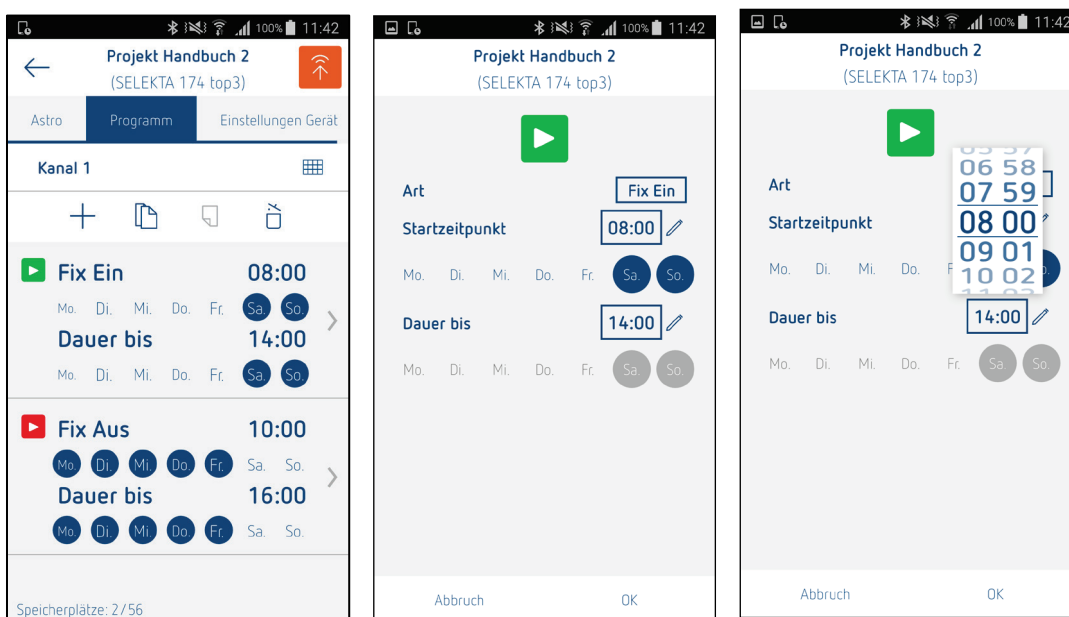 100% 11:42
Projekt Handbuch 2
(SELEKTA 174 top3)
Astro Programm Einstellungen Gerät
Kanal 1
Fix Ein 08:00
Mo. Di. Mi. Do. Fr. Sa. So.
Dauer bis 14:00
Mo. Di. Mi. Do. Fr. Sa. So.
Fix Aus 10:00
Mo. Di. Mi. Do. Fr. Sa. So.
Dauer bis 16:00
Mo. Di. Mi. Do. Fr. Sa. So.
Speicherplätze: 2/56
100% 11:42
Projekt Handbuch 2
(SELEKTA 174 top3)
Art Fix Ein
Startzeitpunkt 08:00
Mo. Di. Mi. Do. Fr. Sa. So.
Dauer bis 14:00
Mo. Di. Mi. Do. Fr. Sa. So.
Abbruch OK
100% 11:42
Projekt Handbuch 2
(SELEKTA 174 top3)
06 58
Art 07 59
Startzeitpunkt 08 00
09 01
Mo. Di. Mi. Do. 10 02
Dauer bis 14:00
Mo. Di. Mi. Do. Fr. Sa. So.
Abbruch OK